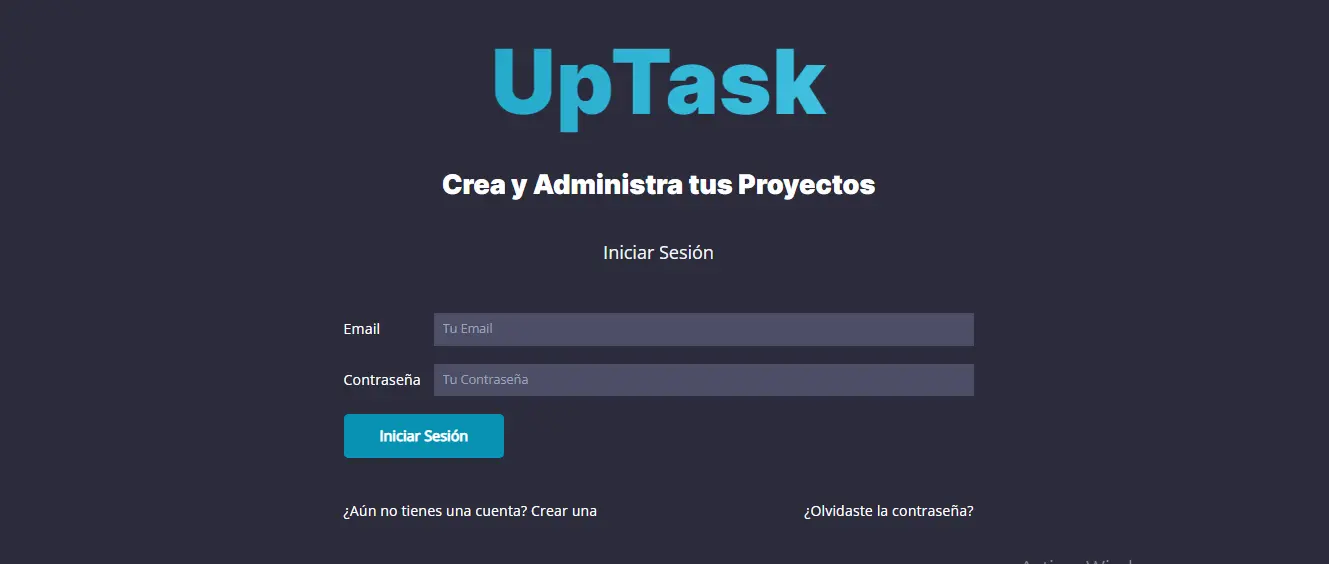 UpTask
Crea y Administra tus Proyectos
Iniciar Sesión
Email Tu Email
Contraseña Tu Contraseña
Iniciar Sesión
¿Aún no tienes una cuenta? Crear una ¿Olvidaste la contraseña?